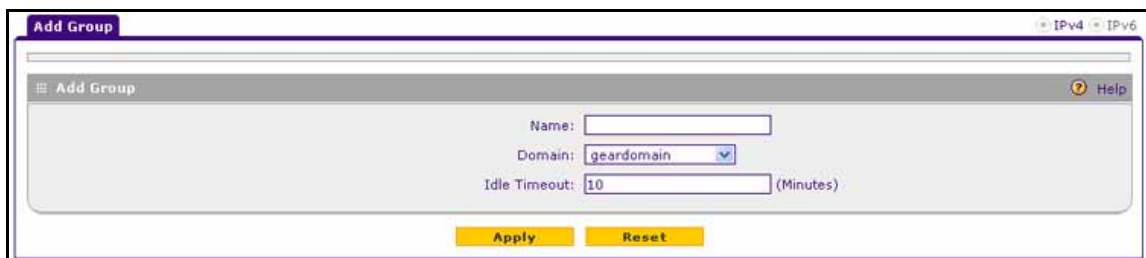 Add Group
IPv4 IPv6
Add Group
Help
Name:
Domain: geardomain
Idle Timeout: 10 (Minutes)
Apply Reset